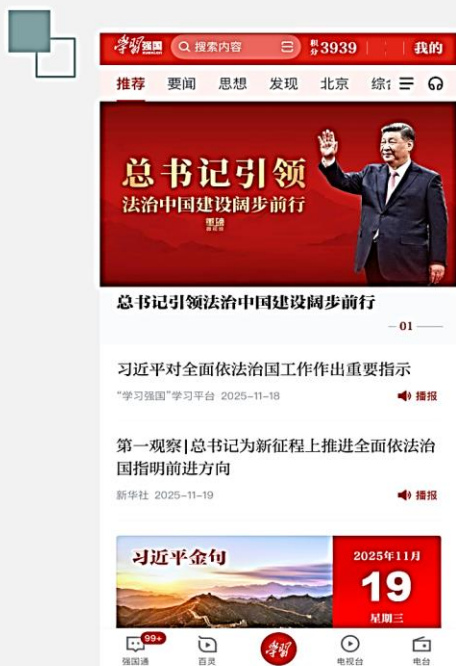 学习强国 搜索内容 积分3939 我的
推荐 要闻 思想 发现 北京 综
总书记引领
法治中国建设阔步前行
总书记引领法治中国建设阔步前行
01
习近平对全面依法治国工作作出重要指示
“学习强国”学习平台 2025-11-18 播报
第一观察|总书记为新征程上推进全面依法治
国指明前进方向
新华社 2025-11-19 播报
习近平金句 2025年11月
19
星期三
99+
强国通 百灵 学习 电视台 电台